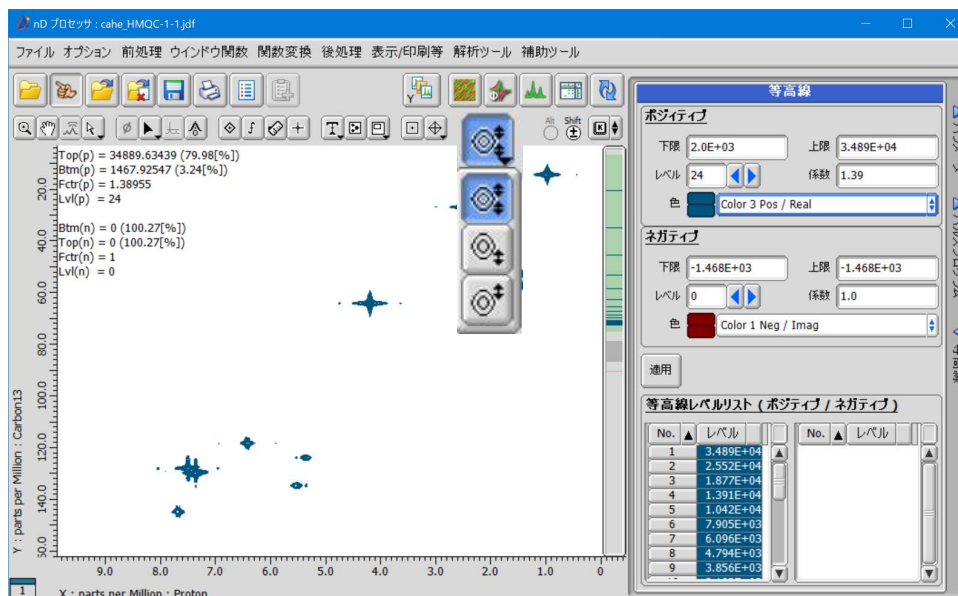 nD プロセッサ : cahe_HMQC-1-1.jdf
ファイル オプション 前処理 ウインドウ関数 関数変換 後処理 表示/印刷等 解析ツール 補助ツール
Y
Alt Shift
Top(p) = 34889.63439 (79.98[%])
Btm(p) = 1467.92547 (3.24[%])
Fctr(p) = 1.38955
Lvl(p) = 24
Btm(n) = 0 (100.27[%])
Top(n) = 0 (100.27[%])
Fctr(n) = 1
Lvl(n) = 0
20.0
40.0
60.0
80.0
100.0
120.0
140.0
Y : parts per Million : Carbon13
9.0 8.0 7.0 6.0 5.0 4.0 3.0 2.0 1.0 0
1 X : parts per Million : Proton
等高線
ポジィティブ
下限 2.0E+03 上限 3.489E+04
レベル 24 係数 1.39
色 Color 3 Pos / Real
ネガティブ
下限 -1.468E+03 上限 -1.468E+03
レベル 0 係数 1.0
色 Color 1 Neg / Imag
適用
等高線レベルリスト ( ポジティブ / ネガティブ )
No. レベル No. レベル
1 3.489E+04
2 2.552E+04
3 1.877E+04
4 1.391E+04
5 1.042E+04
6 7.905E+03
7 6.096E+03
8 4.794E+03
9 3.856E+03